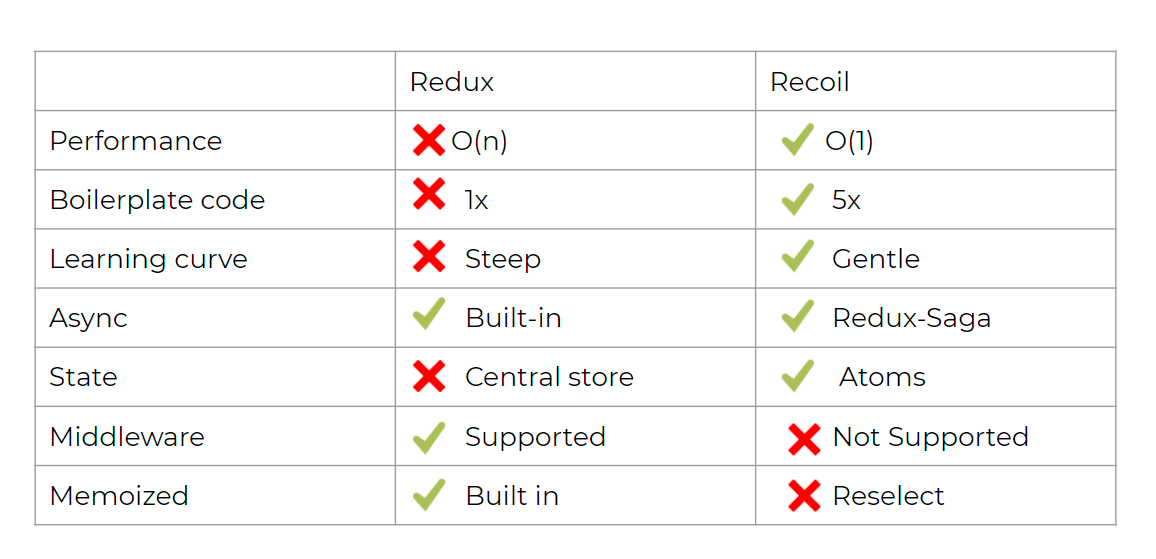 Redux Recoil
Performance ❌ O(n) ✔ O(1)
Boilerplate code ❌ 1x ✔ 5x
Learning curve ❌ Steep ✔ Gentle
Async ✔ Built-in ✔ Redux-Saga
State ❌ Central store ✔ Atoms
Middleware ✔ Supported ❌ Not Supported
Memoized ✔ Built in ❌ Reselect